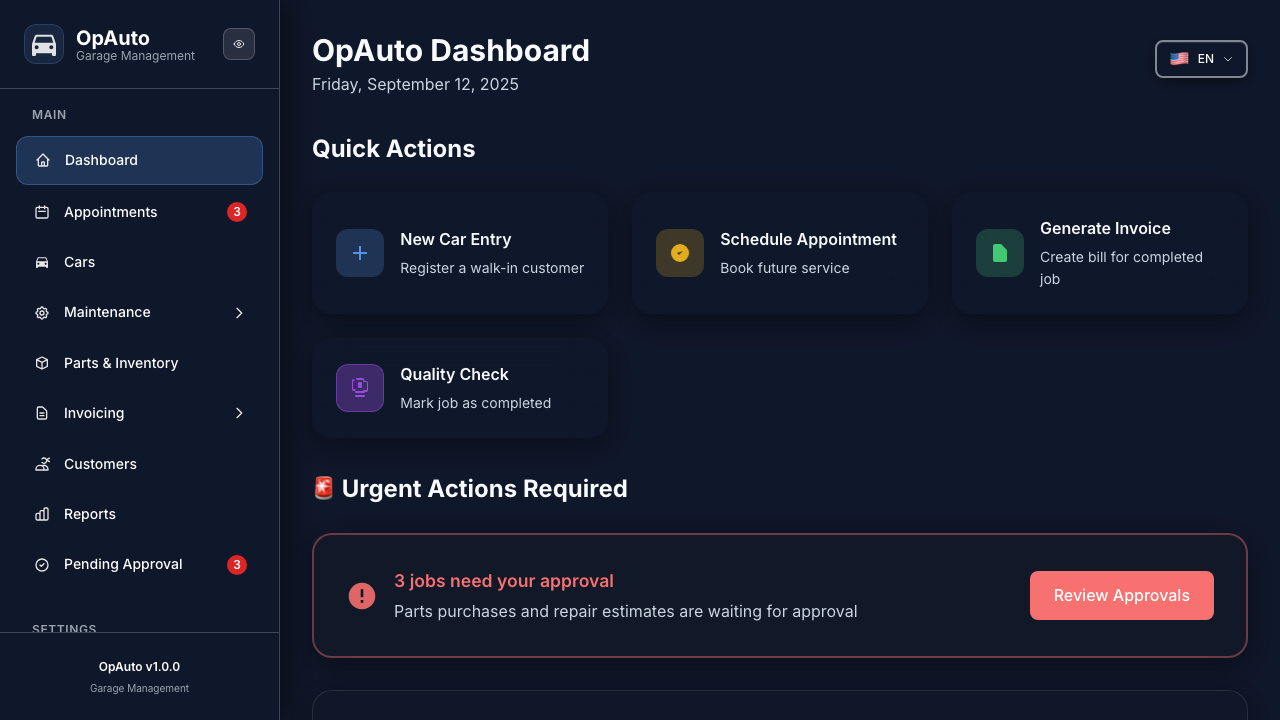 OpAuto
Garage Management
MAIN
Dashboard
Appointments 3
Cars
Maintenance
Parts & Inventory
Invoicing
Customers
Reports
Pending Approval 3
SETTINGS
OpAuto v1.0.0
Garage Management
OpAuto Dashboard
Friday, September 12, 2025
EN
Quick Actions
New Car Entry
Register a walk-in customer
Schedule Appointment
Book future service
Generate Invoice
Create bill for completed
job
Quality Check
Mark job as completed
🚨 Urgent Actions Required
3 jobs need your approval
Parts purchases and repair estimates are waiting for approval
Review Approvals